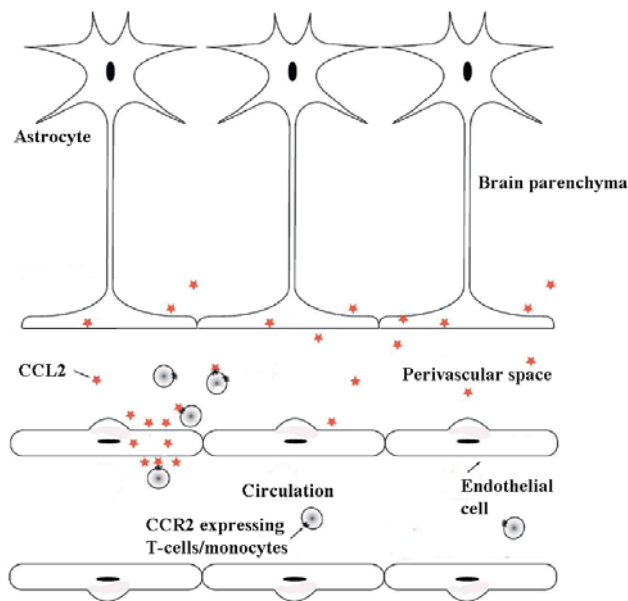 Astrocyte
Brain parenchyma
CCL2
Perivascular space
Endothelial
cell
Circulation
CCR2 expressing
T-cells/monocytes